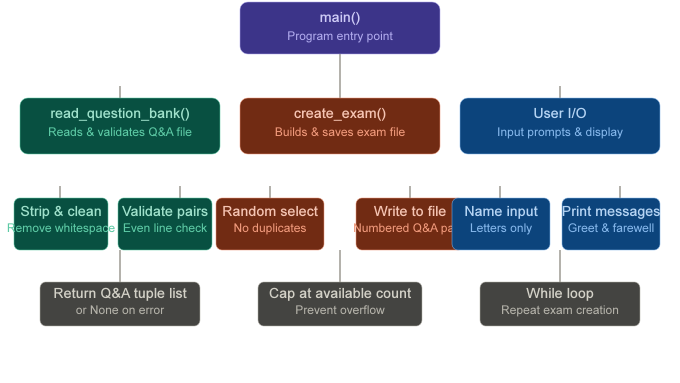 main()
Program entry point
read_question_bank()
Reads & validates Q&A file
create_exam()
Builds & saves exam file
User I/O
Input prompts & display
Strip & clean
Remove whitespace
Validate pairs
Even line check
Random select
No duplicates
Write to file
Numbered Q&A pa
Name input
Letters only
Print messages
Greet & farewell
Return Q&A tuple list
or None on error
Cap at available count
Prevent overflow
While loop
Repeat exam creation